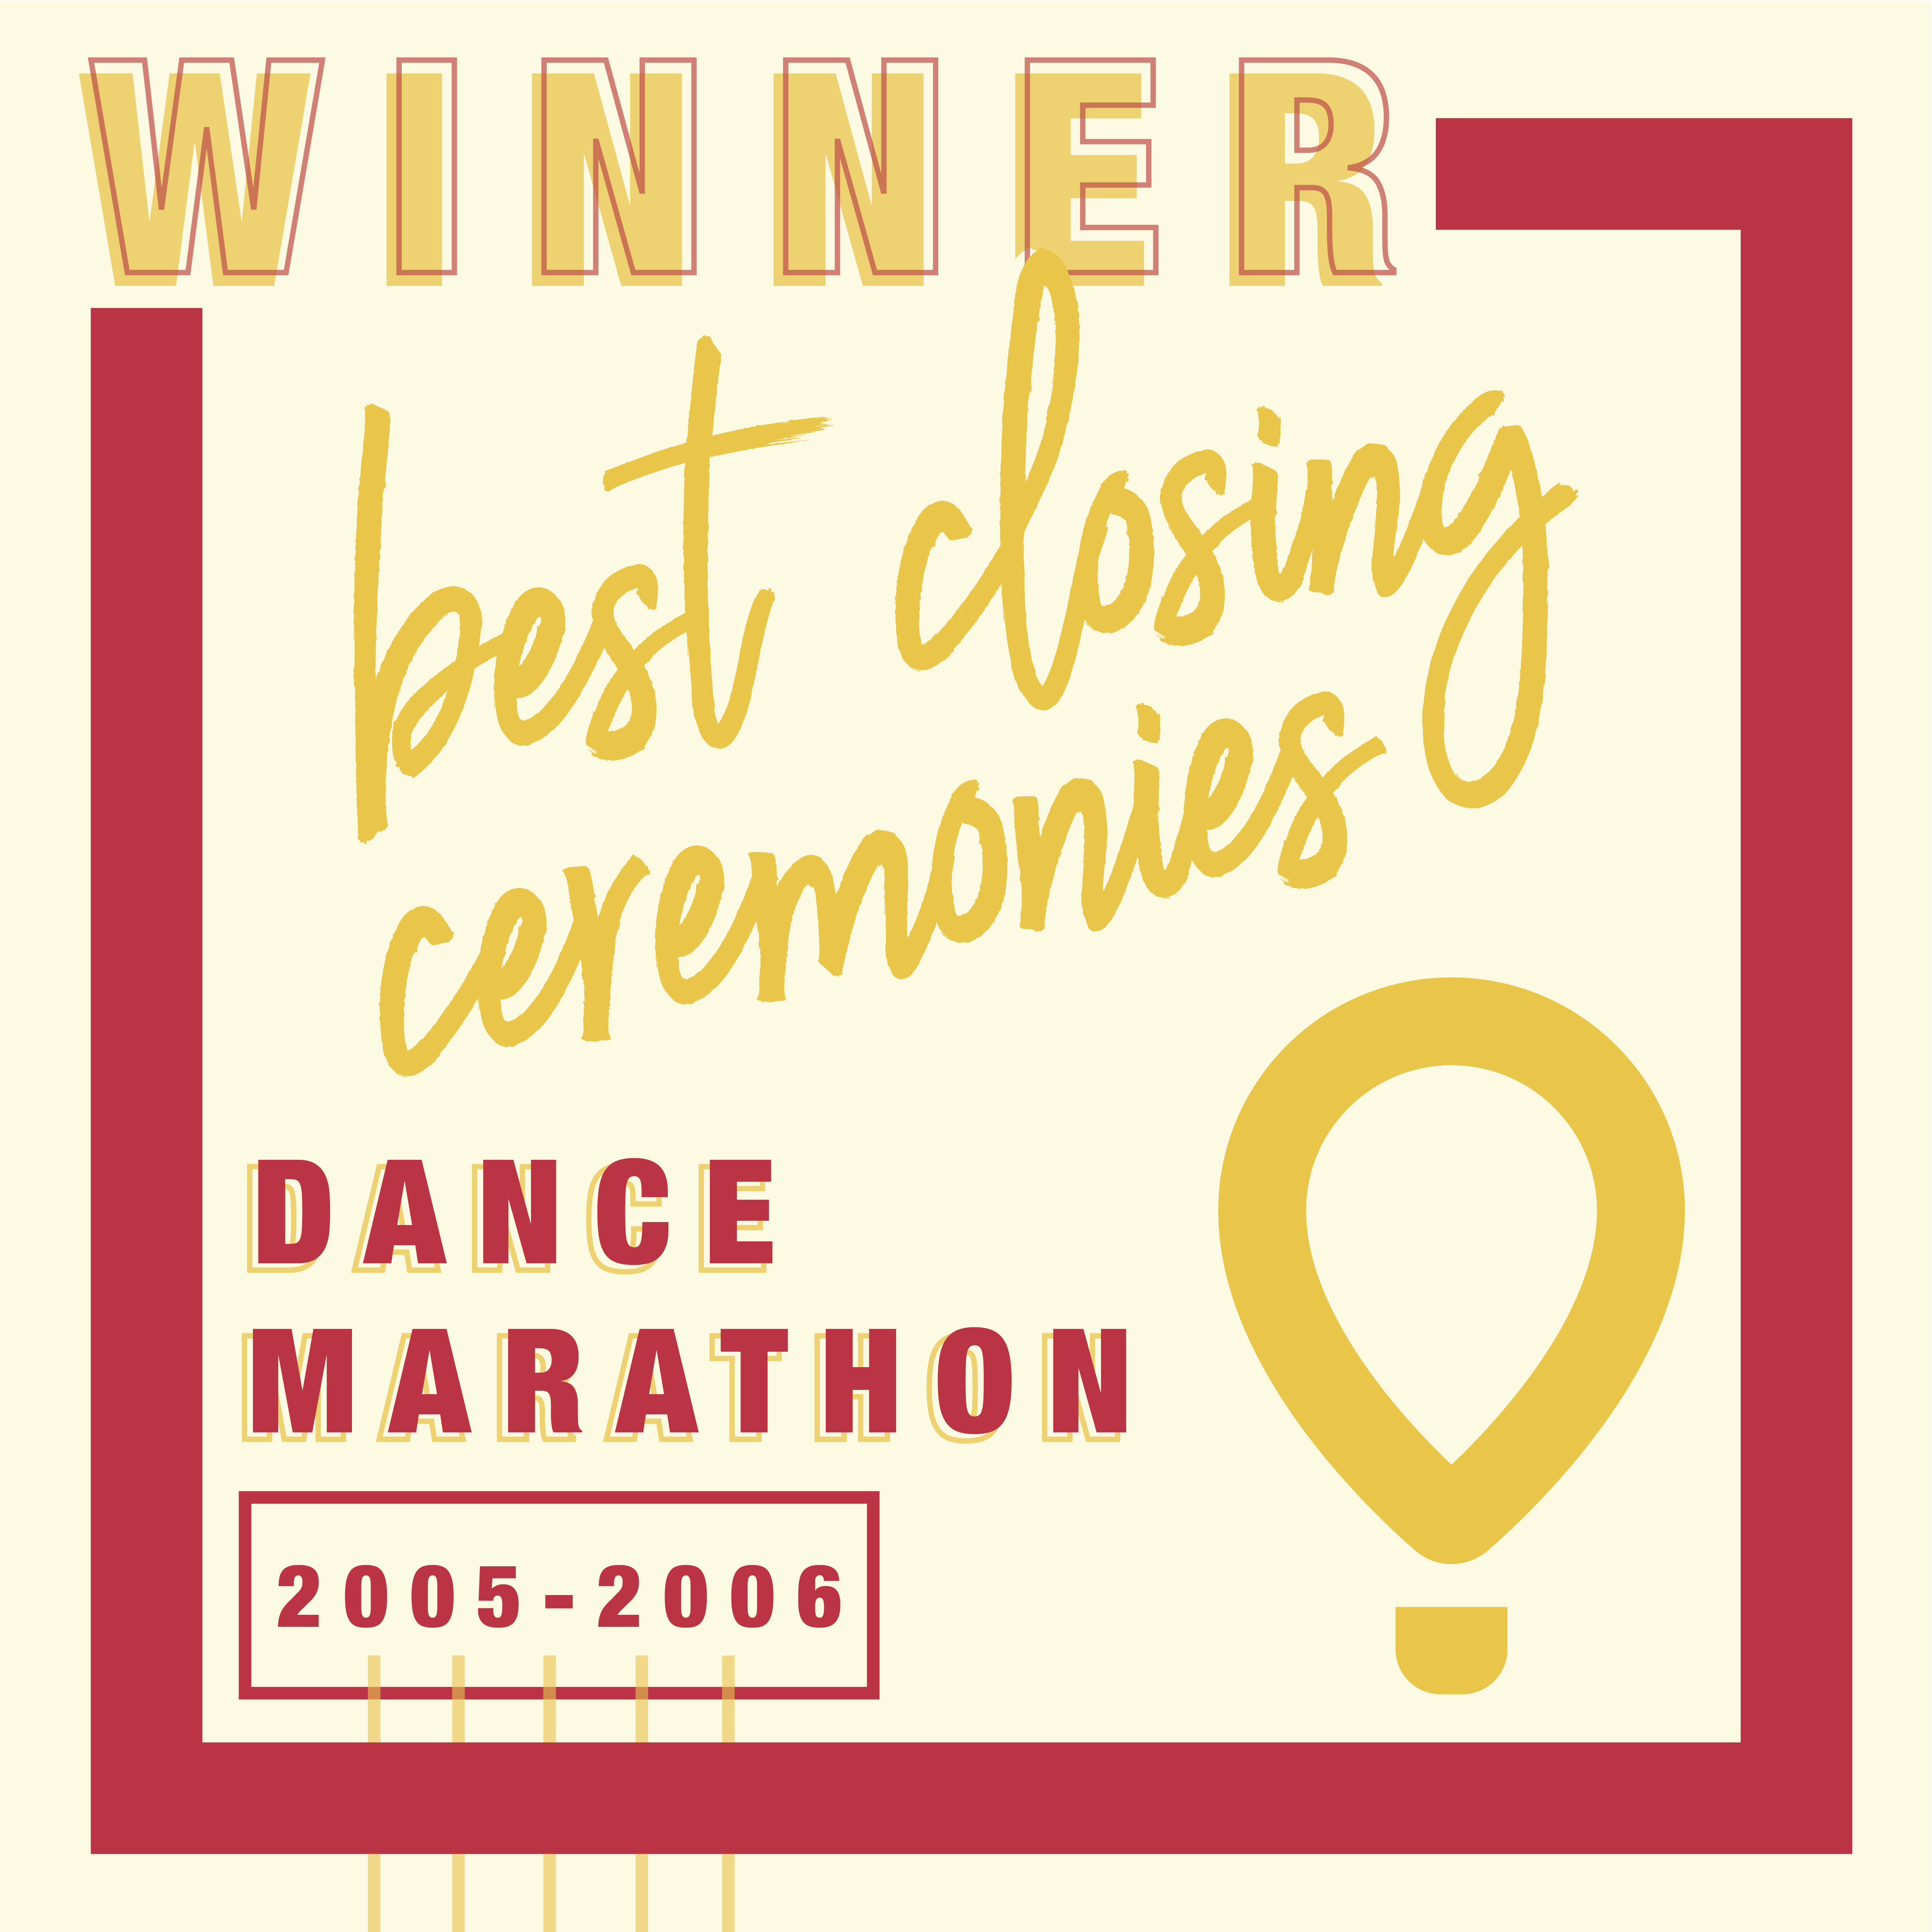 WINNER
best closing
ceremonies
DANCE
MARATHON
2005-2006